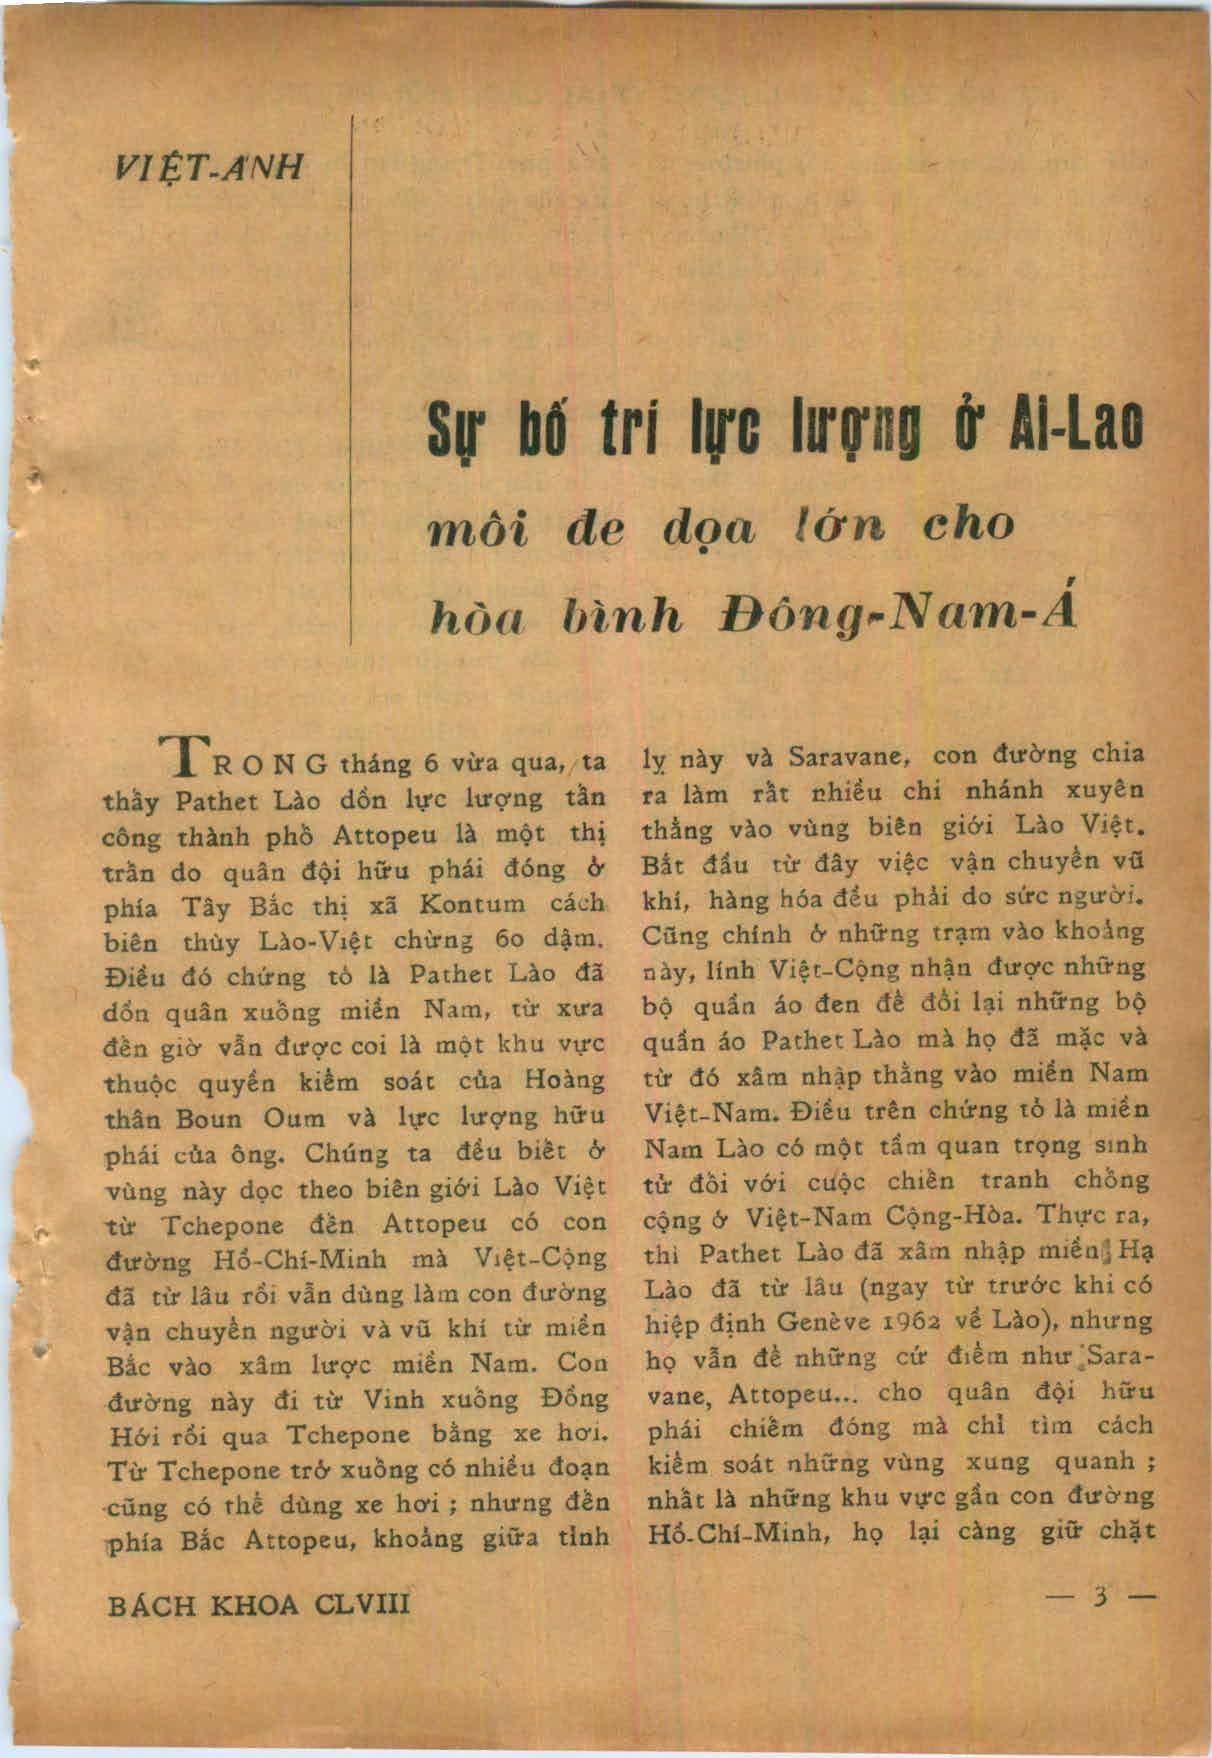 VIỆT-ANH
Sự bố trí lực lượng ở Ai-Lao
mối đe dọa lớn cho
hòa bình Đông-Nam-Á
TRONG tháng 6 vừa qua, ta
thấy Pathet Lào dồn lực lượng tấn
công thành phố Attopeu là một thị
trấn do quân đội hữu phái đóng ở
phía Tây Bắc thị xã Kontum cách
biên thùy Lào-Việt chừng 60 dậm.
Điều đó chứng tỏ là Pathet Lào đã
dồn quân xuống miền Nam, từ xưa
đến giờ vẫn được coi là một khu vực
thuộc quyền kiểm soát của Hoàng
thân Boun Oum và lực lượng hữu
phái của ông. Chúng ta đều biết ở
vùng này dọc theo biên giới Lào Việt
từ Tchepone đến Attopeu có con
đường Hồ-Chí-Minh mà Việt-Cộng
đã từ lâu rồi vẫn dùng làm con đường
vận chuyển người và vũ khí từ miền
Bắc vào xâm lược miền Nam. Con
đường này đi từ Vinh xuống Đồng
Hới rồi qua Tchepone bằng xe hơi.
Từ Tchepone trở xuống có nhiều đoạn
cũng có thể dùng xe hơi ; nhưng đến
phía Bắc Attopeu, khoảng giữa tỉnh
lỵ này và Saravane, con đường chia
ra làm rất nhiều chi nhánh xuyên
thẳng vào vùng biên giới Lào Việt.
Bắt đầu từ đây việc vận chuyển vũ
khí, hàng hóa đều phải do sức người.
Cũng chính ở những trạm vào khoảng
này, lính Việt-Cộng nhận được những
bộ quần áo đen để đổi lại những bộ
quần áo Pathet Lào mà họ đã mặc và
từ đó xâm nhập thẳng vào miền Nam
Việt-Nam. Điều trên chứng tỏ là miền
Nam Lào có một tầm quan trọng sinh
tử đối với cuộc chiến tranh chống
cộng ở Việt-Nam Cộng-Hòa. Thực ra,
thì Pathet Lào đã xâm nhập miền Hạ
Lào đã từ lâu (ngay từ trước khi có
hiệp định Genève 1962 về Lào), nhưng
họ vẫn để những cứ điểm như Sara-
vane, Attopeu... cho quân đội hữu
phái chiếm đóng mà chỉ tìm cách
kiểm soát những vùng xung quanh ;
nhất là những khu vực gần con đường
Hồ-Chí-Minh, họ lại càng giữ chặt
BÁCH KHOA CLVIII
— 3 —